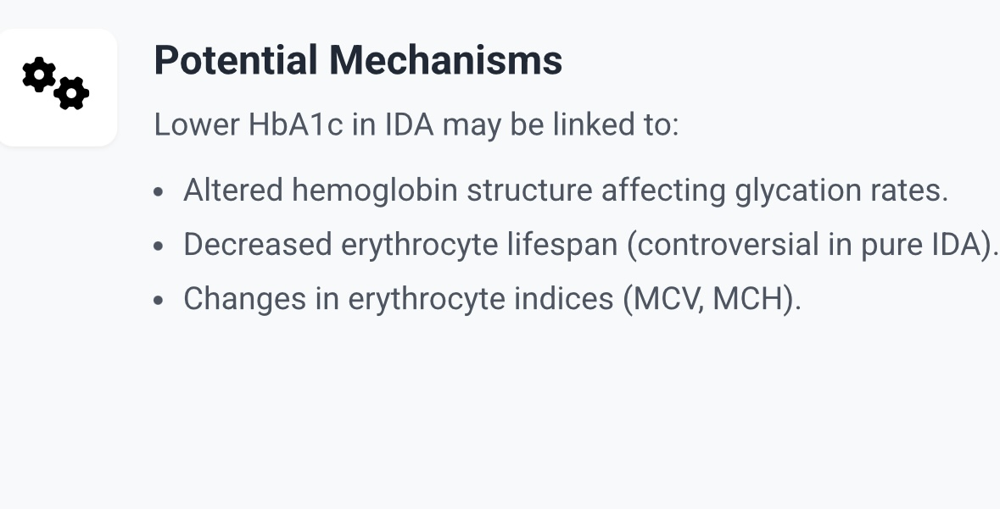 Potential Mechanisms
Lower HbA1c in IDA may be linked to:
• Altered hemoglobin structure affecting glycation rates.
• Decreased erythrocyte lifespan (controversial in pure IDA).
• Changes in erythrocyte indices (MCV, MCH).